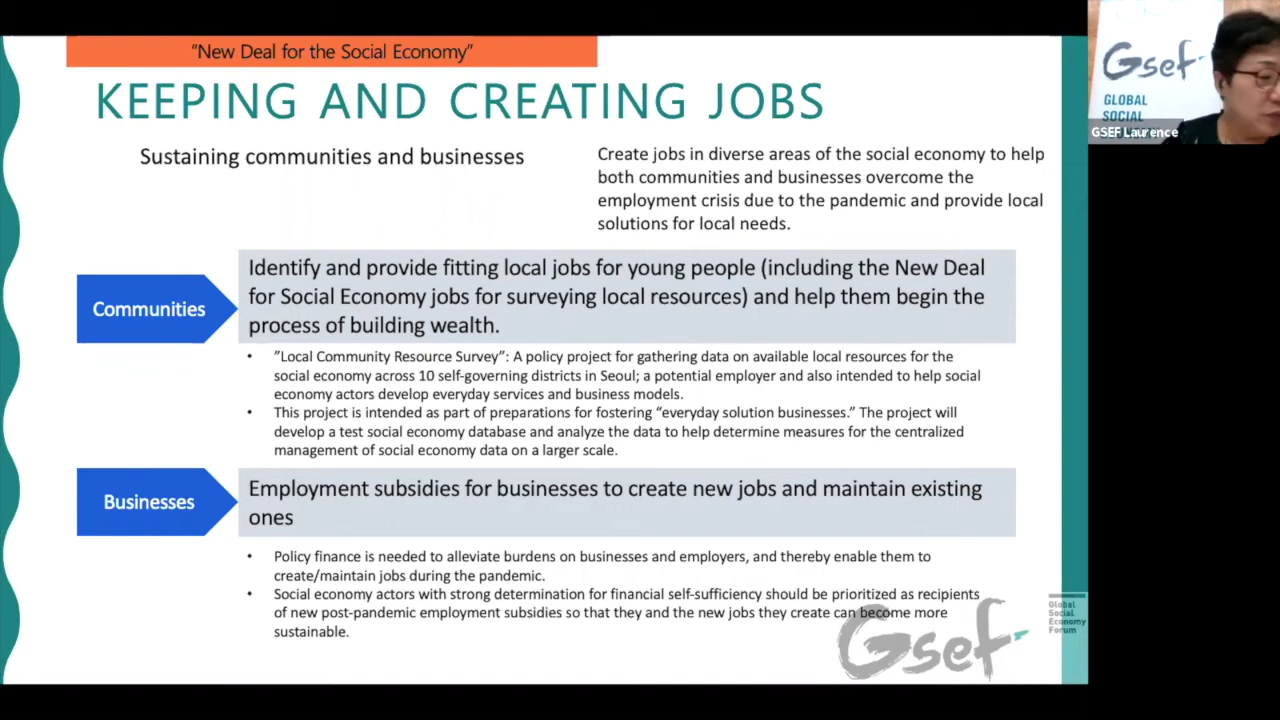 “New Deal for the Social Economy”
KEEPING AND CREATING JOBS
Sustaining communities and businesses
Create jobs in diverse areas of the social economy to help
both communities and businesses overcome the
employment crisis due to the pandemic and provide local
solutions for local needs.
Communities
Identify and provide fitting local jobs for young people (including the New Deal
for Social Economy jobs for surveying local resources) and help them begin the
process of building wealth.
• ”Local Community Resource Survey”: A policy project for gathering data on available local resources for the
social economy across 10 self-governing districts in Seoul; a potential employer and also intended to help social
economy actors develop everyday services and business models.
• This project is intended as part of preparations for fostering “everyday solution businesses.” The project will
develop a test social economy database and analyze the data to help determine measures for the centralized
management of social economy data on a larger scale.
Businesses
Employment subsidies for businesses to create new jobs and maintain existing
ones
• Policy finance is needed to alleviate burdens on businesses and employers, and thereby enable them to
create/maintain jobs during the pandemic.
• Social economy actors with strong determination for financial self-sufficiency should be prioritized as recipients
of new post-pandemic employment subsidies so that they and the new jobs they create can become more
sustainable.
Gsef
Global
Social
Economy
Forum
Gsef
GLOBAL
SOCIAL
GSEF Laurence